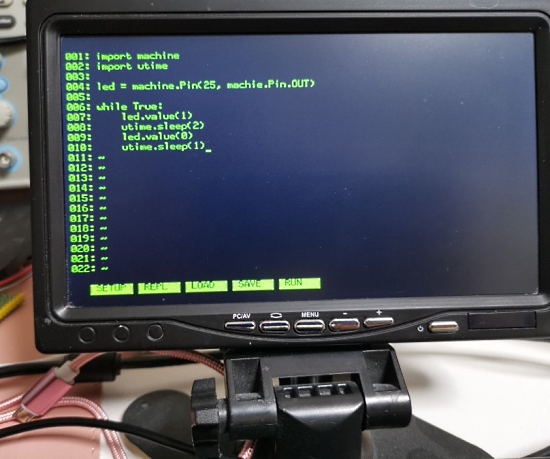 001: import machine
002: import utime
003:
004: led = machine.Pin(25, machie.Pin.OUT)
005:
006: while True:
007:     led.value(1)
008:     utime.sleep(2)
009:     led.value(0)
010:     utime.sleep(1)_
011: ~
012: ~
013: ~
014: ~
015: ~
016: ~
017: ~
018: ~
019: ~
020: ~
021: ~
022: ~
SETUP REPL LOAD SAVE RUN
PC/AV MENU - +